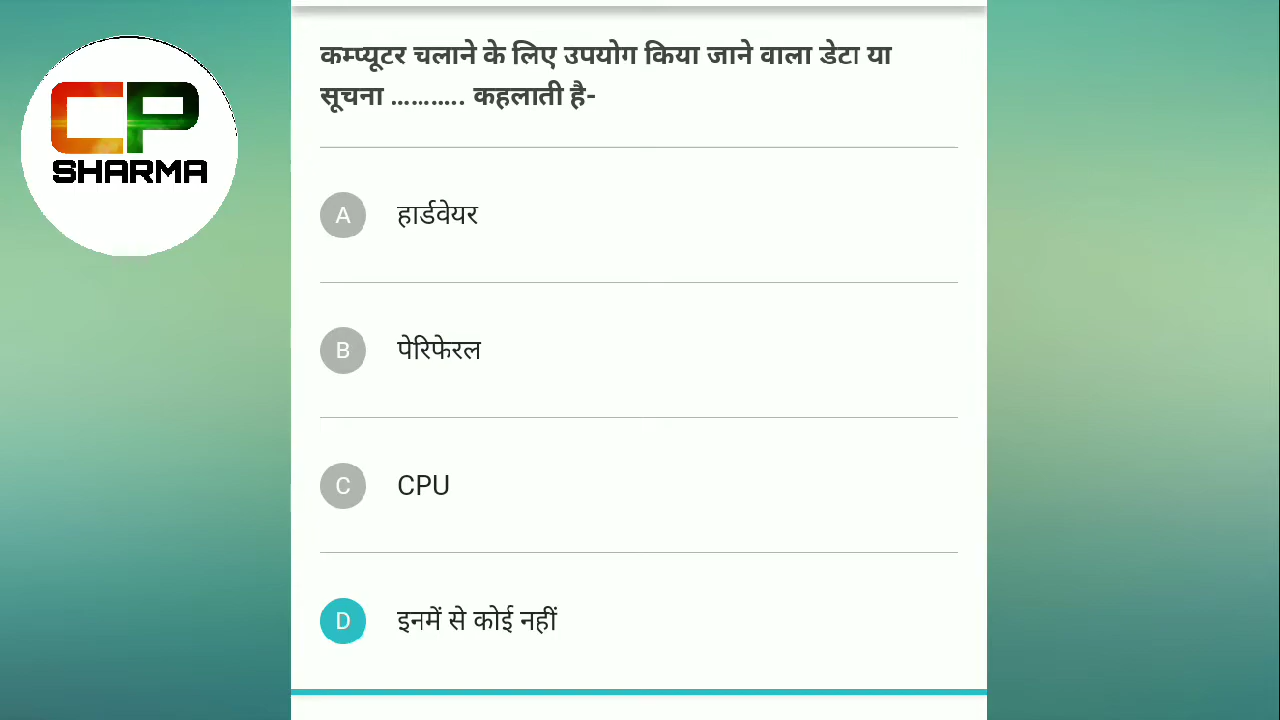 CP
SHARMA
कम्प्यूटर चलाने के लिए उपयोग किया जाने वाला डेटा या
सूचना ........... कहलाती है-
A हार्डवेयर
B पेरिफेरल
C CPU
D इनमें से कोई नहीं